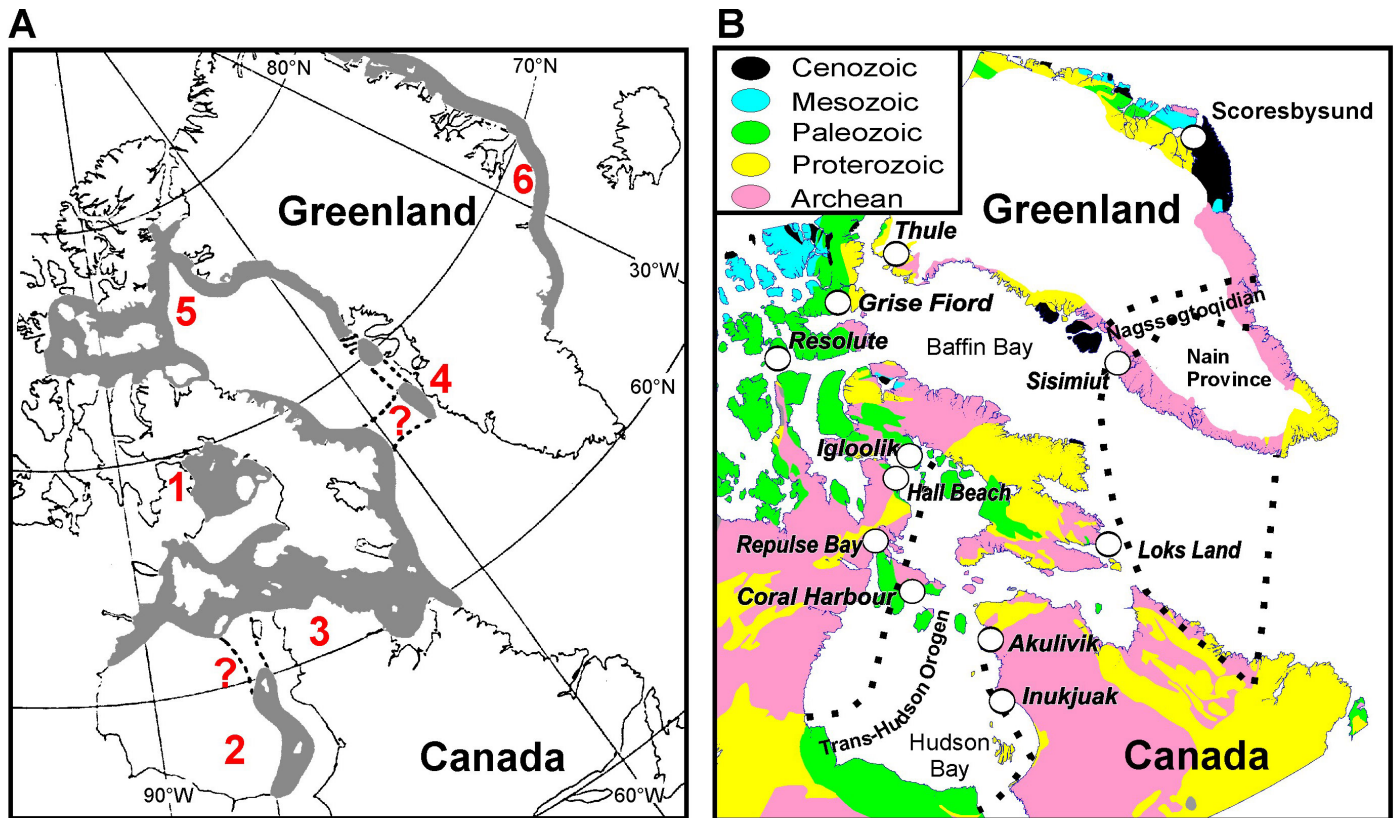 A
80°N
70°N
6
Greenland
30°W
5
60°N
4
?
1
3
?
2
Canada
90°W
60°W
B
Cenozoic
Mesozoic
Paleozoic
Proterozoic
Archean
Scoresbysund
Greenland
Thule
Grise Fiord
Nagssegtoqidian
Resolute
Baffin Bay
Nain
Province
Sisimiut
Igloolik
Hall Beach
Repulse Bay
Loks Land
Coral Harbour
Akulivik
Trans-Hudson Orogen
Inukjuak
Hudson
Bay
Canada